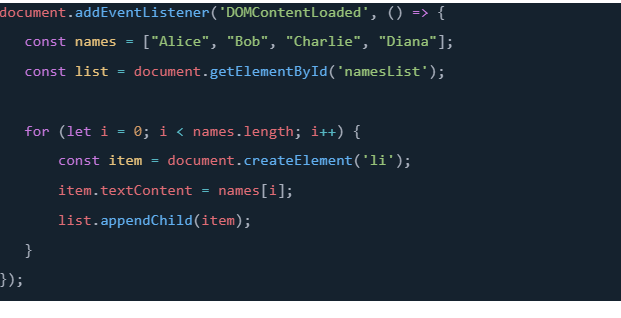 document.addEventListener('DOMContentLoaded', () => {
const names = ["Alice", "Bob", "Charlie", "Diana"];
const list = document.getElementById('namesList');
for (let i = 0; i < names.length; i++) {
const item = document.createElement('li');
item.textContent = names[i];
list.appendChild(item);
}
});